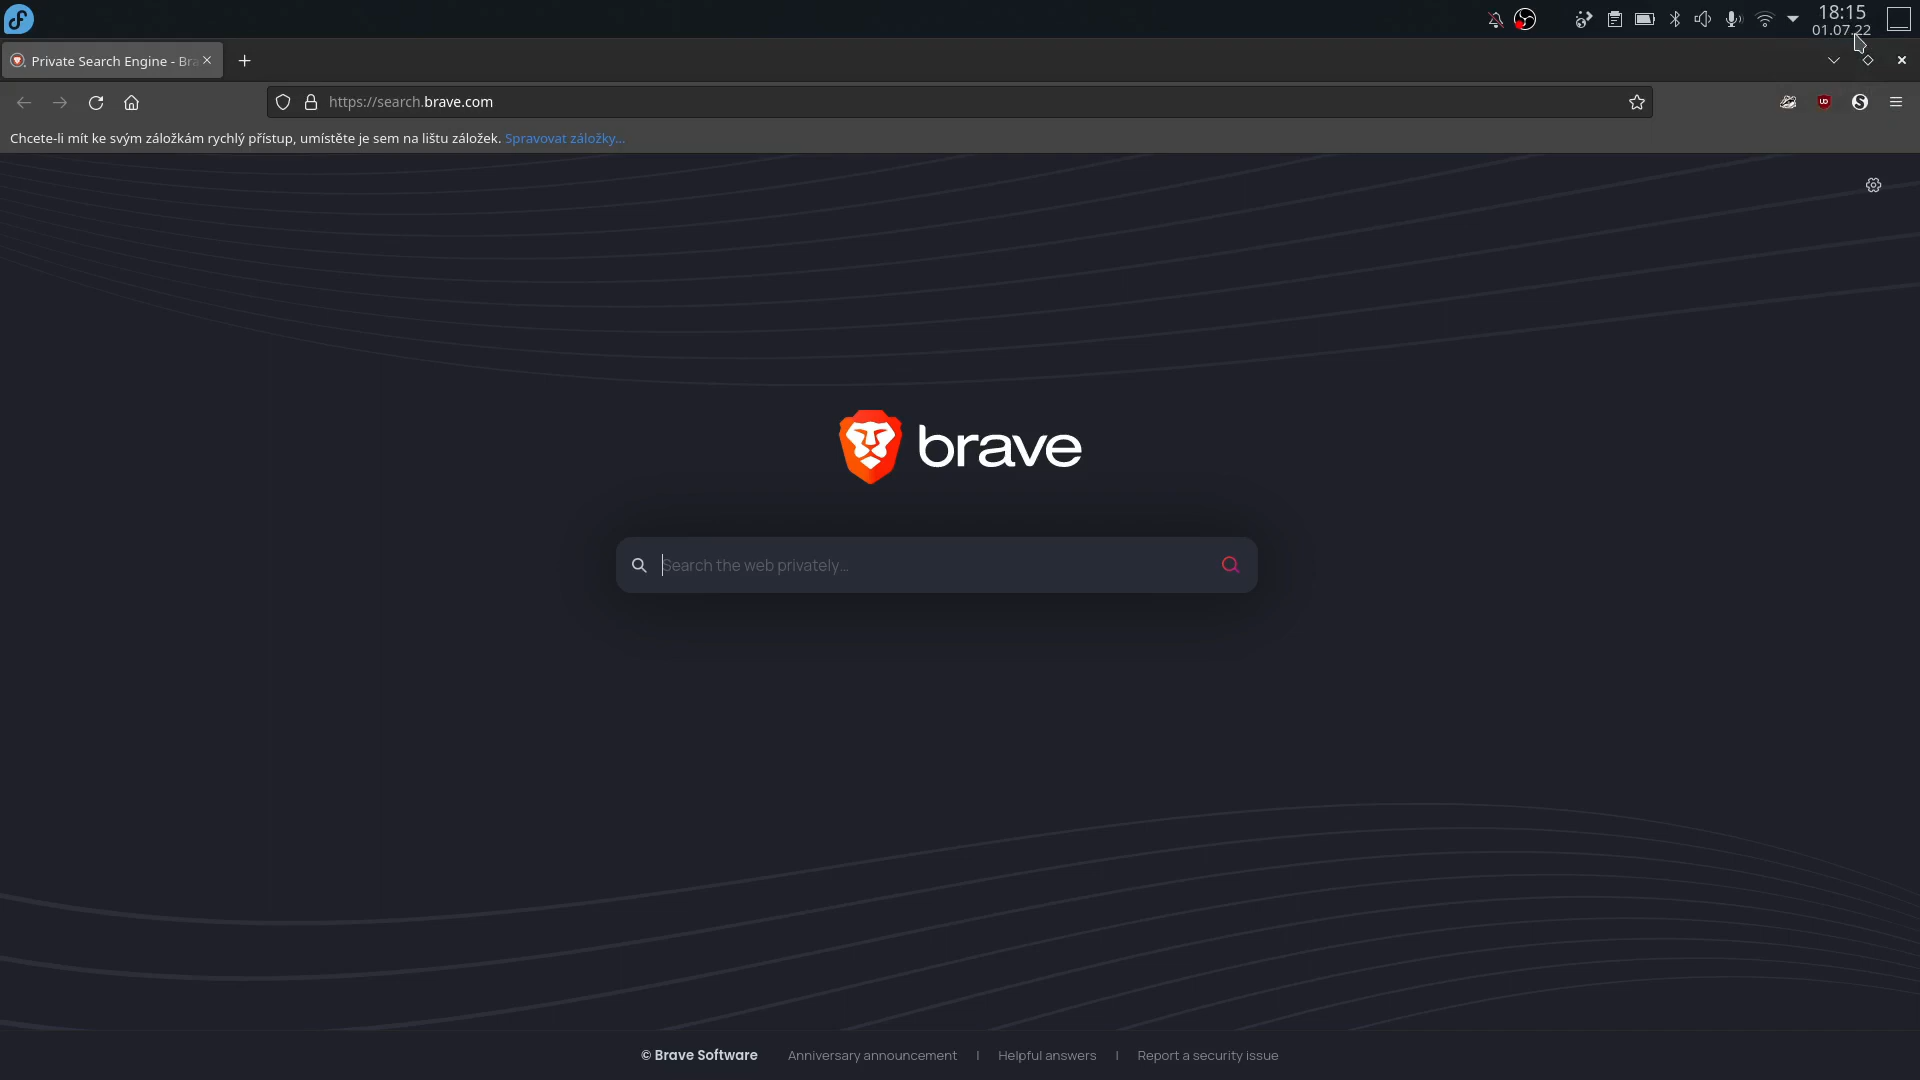 18:15
01.07.22
Private Search Engine - Bra
https://search.brave.com
Chcete-li mít ke svým záložkám rychlý přístup, umístěte je sem na lištu záložek. Spravovat záložky...
brave
Search the web privately...
© Brave Software Anniversary announcement | Helpful answers | Report a security issue